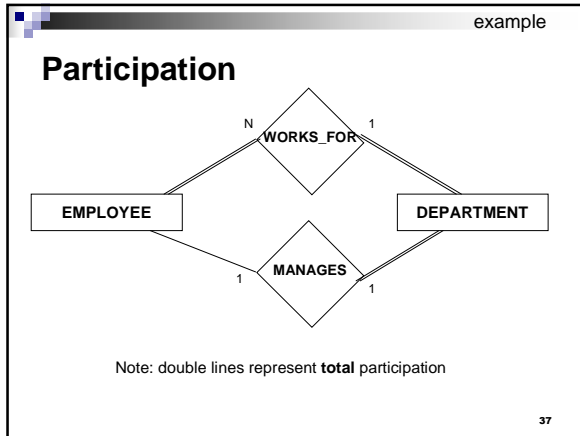 example
Participation
N
1
WORKS_FOR
EMPLOYEE
DEPARTMENT
MANAGES
1
1
Note: double lines represent total participation
37